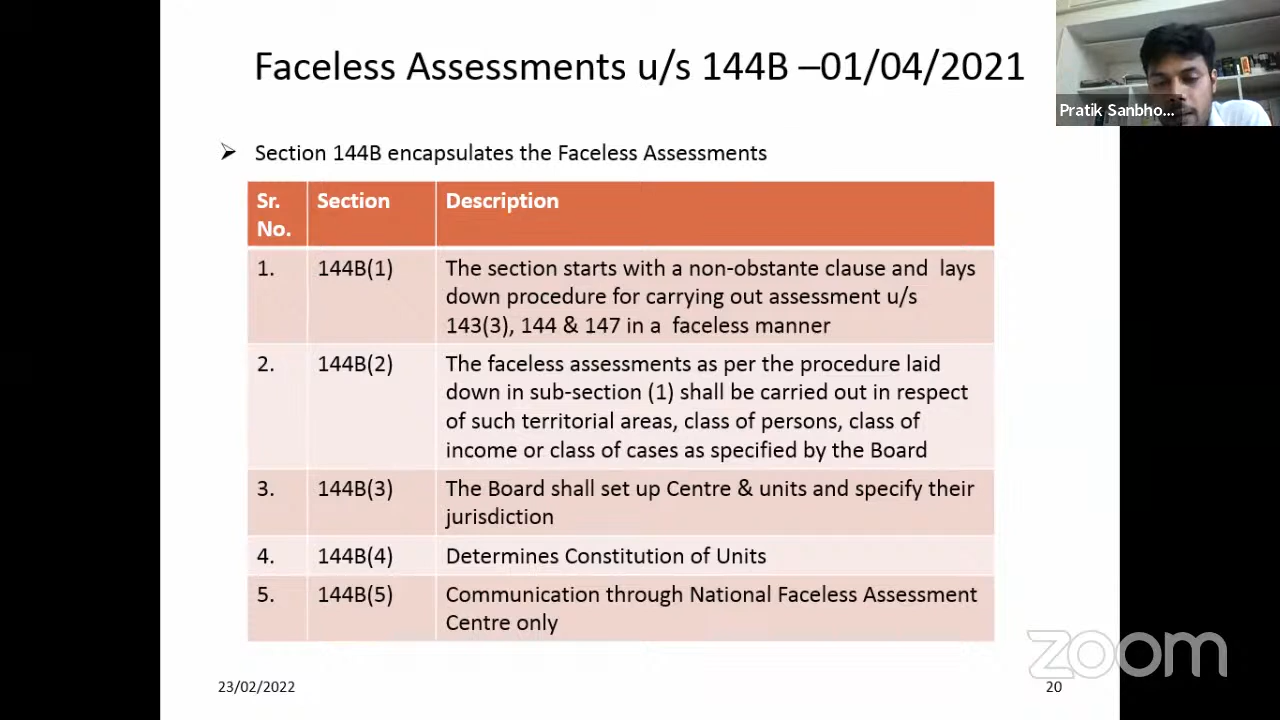 Faceless Assessments u/s 144B –01/04/2021
Pratik Sanbho...
Section 144B encapsulates the Faceless Assessments
Sr. No.
Section
Description
1.
144B(1)
The section starts with a non-obstante clause and lays
down procedure for carrying out assessment u/s
143(3), 144 & 147 in a faceless manner
2.
144B(2)
The faceless assessments as per the procedure laid
down in sub-section (1) shall be carried out in respect
of such territorial areas, class of persons, class of
income or class of cases as specified by the Board
3.
144B(3)
The Board shall set up Centre & units and specify their
jurisdiction
4.
144B(4)
Determines Constitution of Units
5.
144B(5)
Communication through National Faceless Assessment
Centre only
zoom
23/02/2022
20